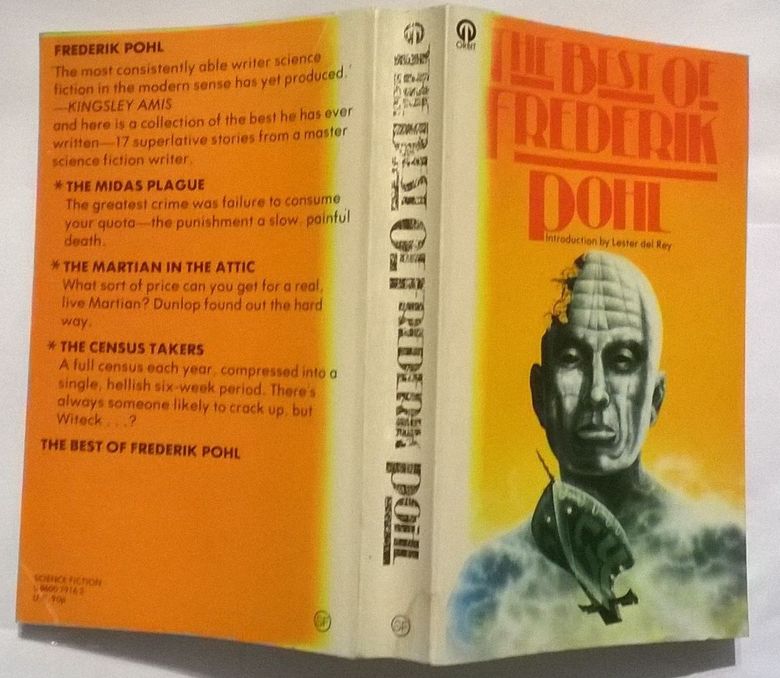 FREDERIK POHL
'The most consistently able writer science
fiction in the modern sense has yet produced.'
—KINGSLEY AMIS
and here is a collection of the best he has ever
written—17 superlative stories from a master
science fiction writer.
* THE MIDAS PLAGUE
The greatest crime was failure to consume
your quota—the punishment a slow, painful
death.
* THE MARTIAN IN THE ATTIC
What sort of price can you get for a real,
live Martian? Dunlop found out the hard
way.
* THE CENSUS TAKERS
A full census each year, compressed into a
single, hellish six-week period. There's
always someone likely to crack up, but
Witeck . . .?
THE BEST OF FREDERIK POHL
SCIENCE FICTION
90p
SF
THE BEST OF FREDERIK POHL
SF
ORBIT
THE BEST OF
FREDERIK
POHL
Introduction by Lester del Rey